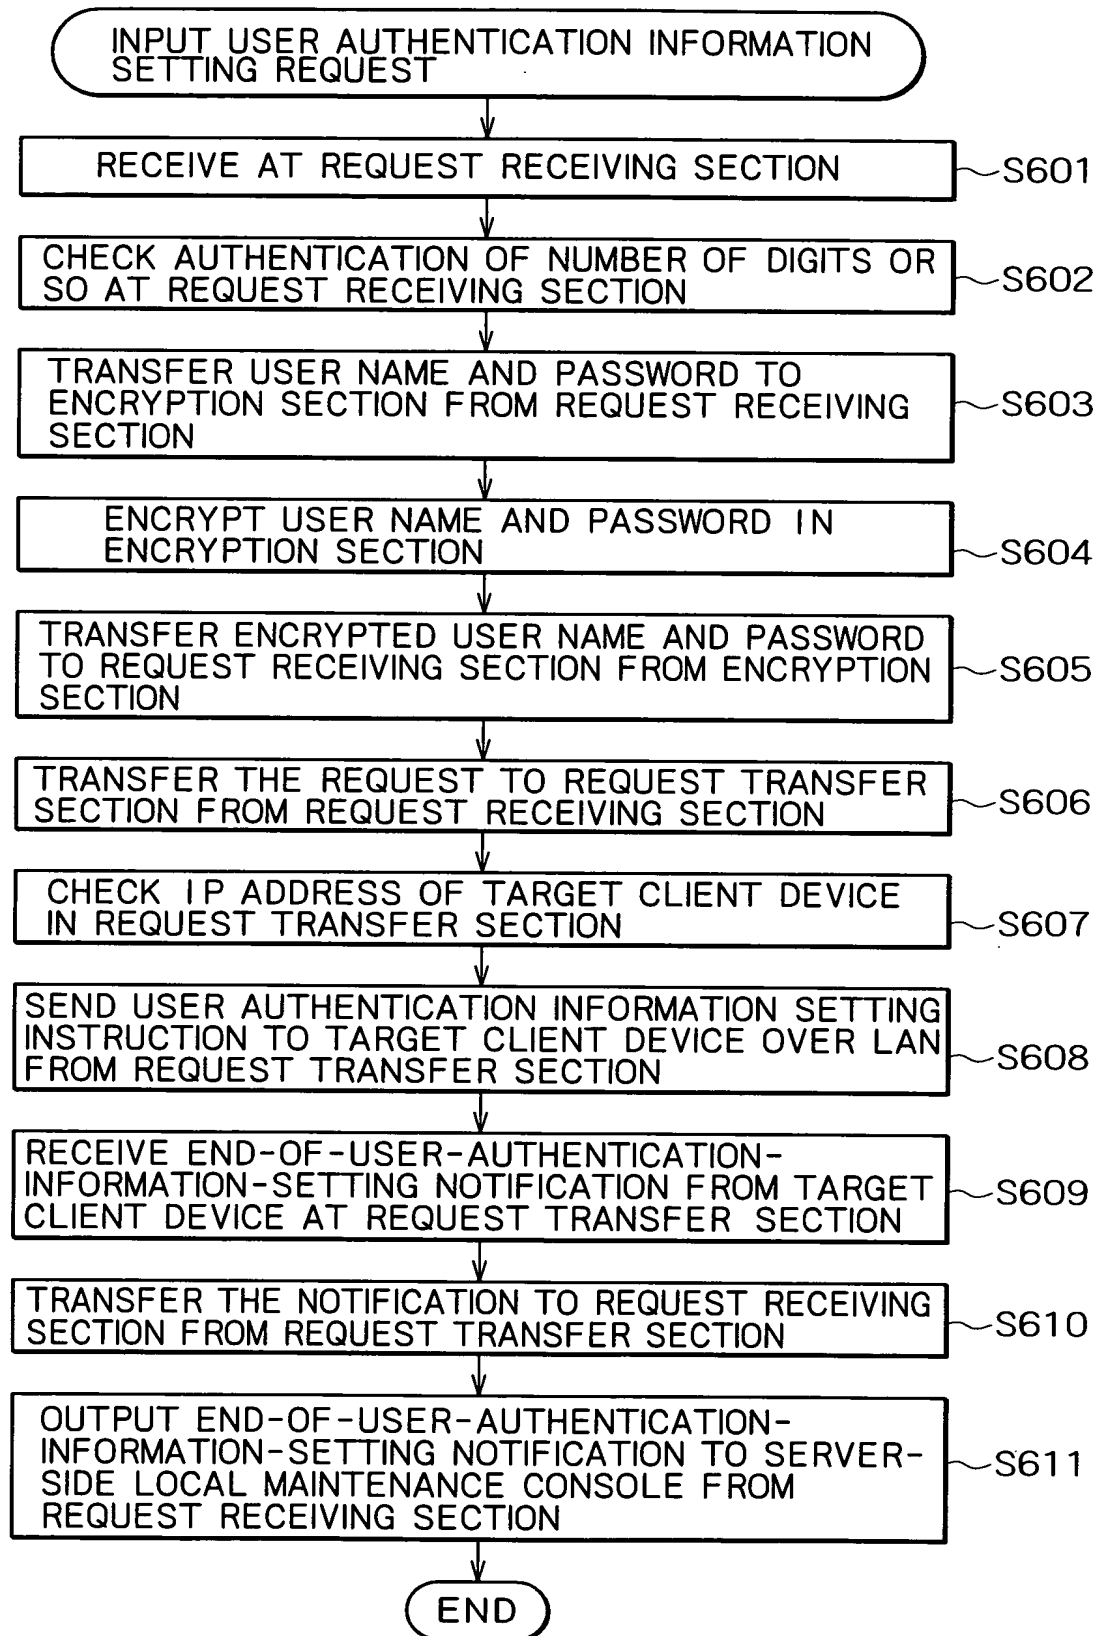 INPUT USER AUTHENTICATION INFORMATION
SETTING REQUEST
RECEIVE AT REQUEST RECEIVING SECTION
S601
CHECK AUTHENTICATION OF NUMBER OF DIGITS OR
SO AT REQUEST RECEIVING SECTION
S602
TRANSFER USER NAME AND PASSWORD TO
ENCRYPTION SECTION FROM REQUEST RECEIVING
SECTION
S603
ENCRYPT USER NAME AND PASSWORD IN
ENCRYPTION SECTION
S604
TRANSFER ENCRYPTED USER NAME AND PASSWORD
TO REQUEST RECEIVING SECTION FROM ENCRYPTION
SECTION
S605
TRANSFER THE REQUEST TO REQUEST TRANSFER
SECTION FROM REQUEST RECEIVING SECTION
S606
CHECK IP ADDRESS OF TARGET CLIENT DEVICE
IN REQUEST TRANSFER SECTION
S607
SEND USER AUTHENTICATION INFORMATION SETTING
INSTRUCTION TO TARGET CLIENT DEVICE OVER LAN
FROM REQUEST TRANSFER SECTION
S608
RECEIVE END-OF-USER-AUTHENTICATION-
INFORMATION-SETTING NOTIFICATION FROM TARGET
CLIENT DEVICE AT REQUEST TRANSFER SECTION
S609
TRANSFER THE NOTIFICATION TO REQUEST RECEIVING
SECTION FROM REQUEST TRANSFER SECTION
S610
OUTPUT END-OF-USER-AUTHENTICATION-
INFORMATION-SETTING NOTIFICATION TO SERVER-
SIDE LOCAL MAINTENANCE CONSOLE FROM
REQUEST RECEIVING SECTION
S611
END